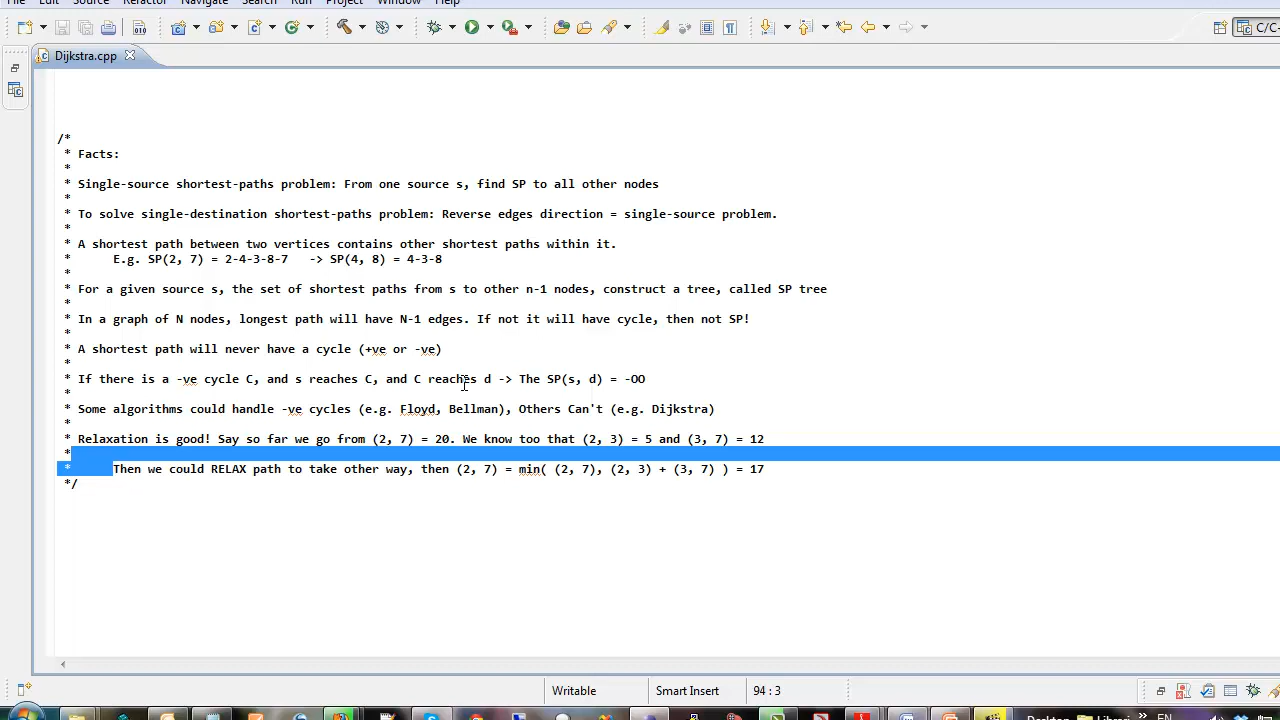 File Edit Source Refactor Navigate Search Run Project Window Help
Dijkstra.cpp
C/C-
/*
* Facts:
*
* Single-source shortest-paths problem: From one source s, find SP to all other nodes
*
* To solve single-destination shortest-paths problem: Reverse edges direction = single-source problem.
*
* A shortest path between two vertices contains other shortest paths within it.
* E.g. SP(2, 7) = 2-4-3-8-7 -> SP(4, 8) = 4-3-8
*
* For a given source s, the set of shortest paths from s to other n-1 nodes, construct a tree, called SP tree
*
* In a graph of N nodes, longest path will have N-1 edges. If not it will have cycle, then not SP!
*
* A shortest path will never have a cycle (+ve or -ve)
*
* If there is a -ve cycle C, and s reaches C, and C reaches d -> The SP(s, d) = -OO
*
* Some algorithms could handle -ve cycles (e.g. Floyd, Bellman), Others Can't (e.g. Dijkstra)
*
* Relaxation is good! Say so far we go from (2, 7) = 20. We know too that (2, 3) = 5 and (3, 7) = 12
*
* Then we could RELAX path to take other way, then (2, 7) = min( (2, 7), (2, 3) + (3, 7) ) = 17
*/
Writable Smart Insert 94 : 3
Desktop Libra EN